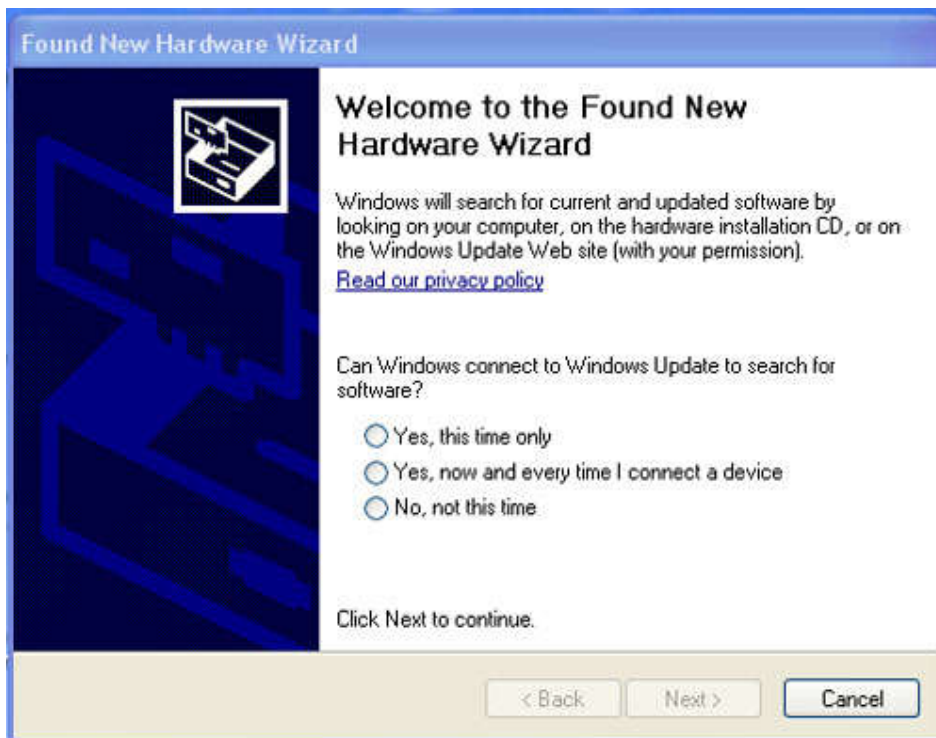 Found New Hardware Wizard
Welcome to the Found New
Hardware Wizard
Windows will search for current and updated software by
looking on your computer, on the hardware installation CD, or on
the Windows Update Web site (with your permission).
Read our privacy policy
Can Windows connect to Windows Update to search for
software?
Yes, this time only
Yes, now and every time I connect a device
No, not this time
Click Next to continue.
< Back
Next >
Cancel